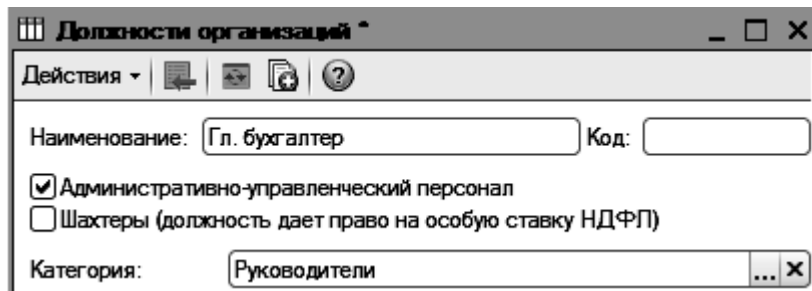 Должности организаций *
Действия
Наименование: Гл. бухгалтер Код:
Административно-управленческий персонал
Шахтеры (должность дает право на особую ставку НДФЛ)
Категория: Руководители ...